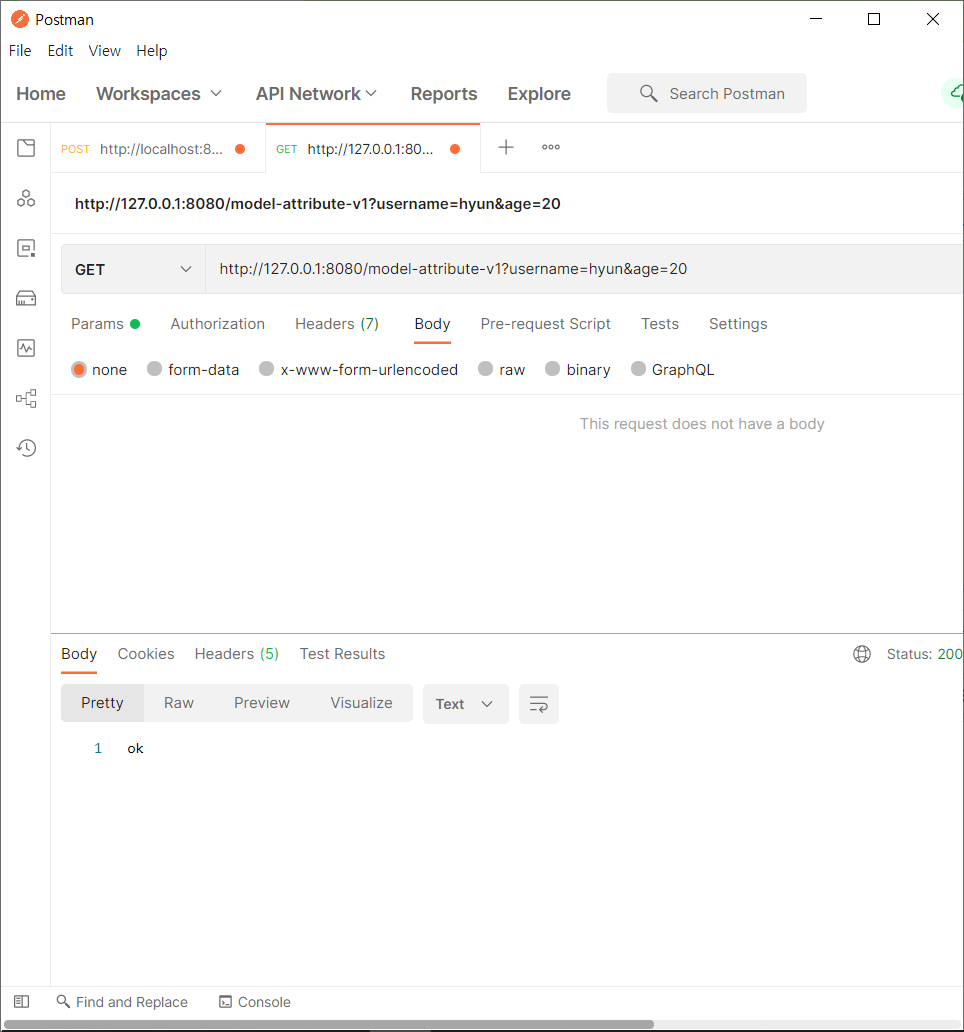 Postman
File Edit View Help
Home Workspaces API Network Reports Explore Search Postman
POST http://localhost:8... GET http://127.0.0.1:80...
http://127.0.0.1:8080/model-attribute-v1?username=hyun&age=20
GET http://127.0.0.1:8080/model-attribute-v1?username=hyun&age=20
Params Authorization Headers (7) Body Pre-request Script Tests Settings
none form-data x-www-form-urlencoded raw binary GraphQL
This request does not have a body
Body Cookies Headers (5) Test Results Status: 200
Pretty Raw Preview Visualize Text
1 ok
Find and Replace Console